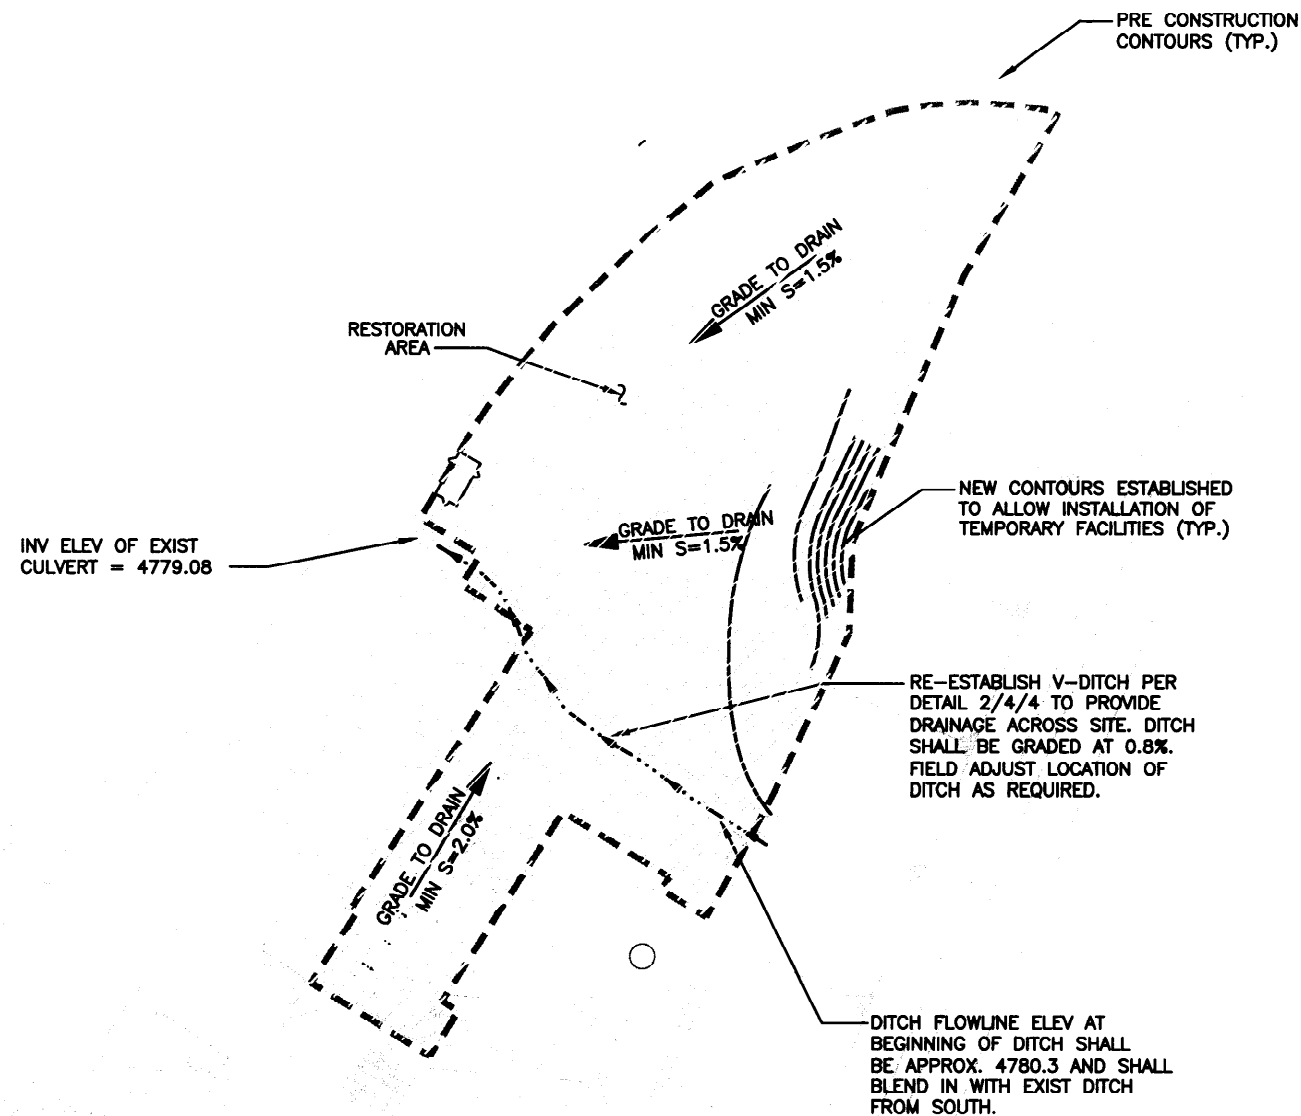 PRE CONSTRUCTION
CONTOURS (TYP.)
GRADE TO DRAIN
MIN S=1.5%
RESTORATION
AREA
NEW CONTOURS ESTABLISHED
TO ALLOW INSTALLATION OF
TEMPORARY FACILITIES (TYP.)
GRADE TO DRAIN
MIN S=1.5%
INV ELEV OF EXIST
CULVERT = 4779.08
RE-ESTABLISH V-DITCH PER
DETAIL 2/4/4 TO PROVIDE
DRAINAGE ACROSS SITE. DITCH
SHALL BE GRADED AT 0.8%.
FIELD ADJUST LOCATION OF
DITCH AS REQUIRED.
GRADE TO DRAIN
MIN S=2.0%
DITCH FLOWLINE ELEV AT
BEGINNING OF DITCH SHALL
BE APPROX. 4780.3 AND SHALL
BLEND IN WITH EXIST DITCH
FROM SOUTH.